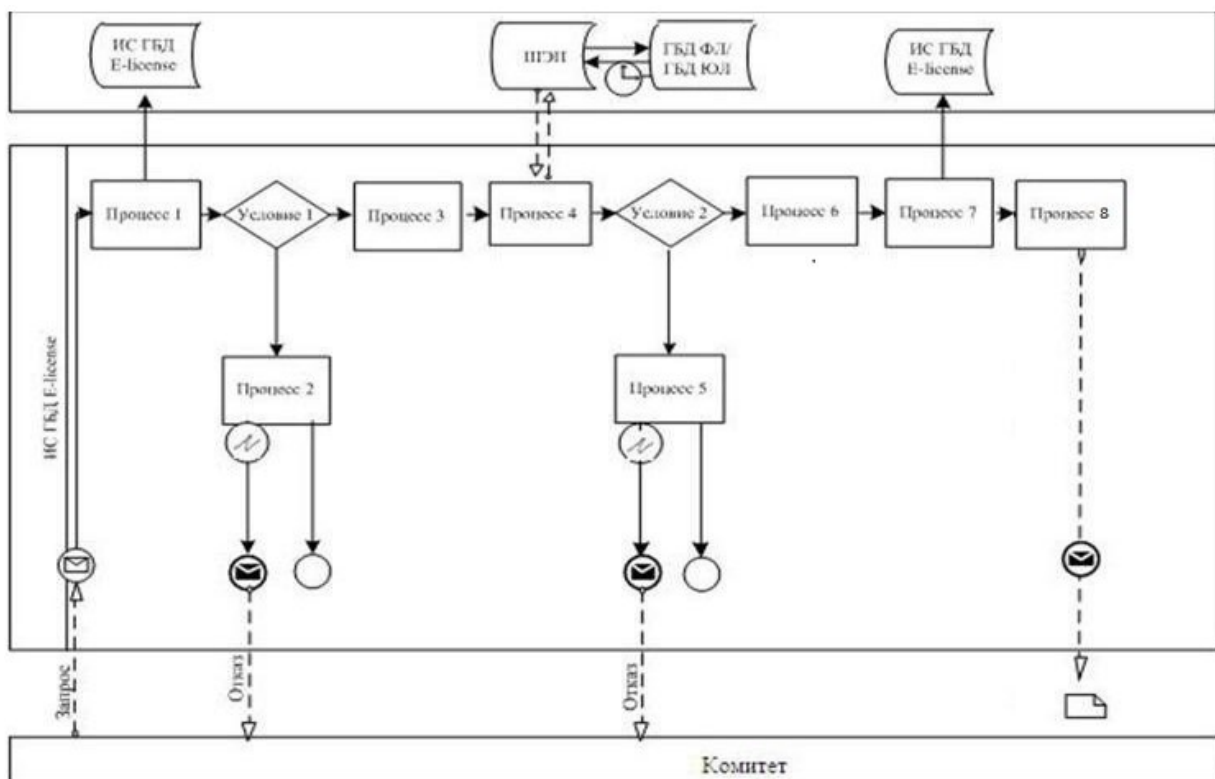 ИС ГБД
E-license
ШЭП
ГБД ФЛ/
ГБД ЮЛ
ИС ГБД
E-license
Процесс 1
Условие 1
Процесс 3
Процесс 4
Условие 2
Процесс 6
Процесс 7
Процесс 8
Процесс 2
Процесс 5
ИС ГБД E-license
Запрос
Отказ
Отказ
Комитет